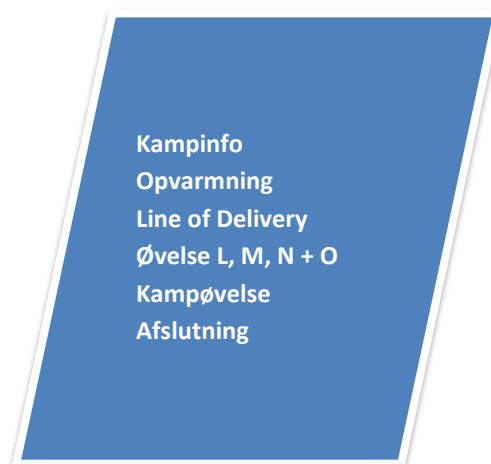 Kampinfo
Opvarmning
Line of Delivery
Øvelse L, M, N + O
Kampøvelse
Afslutning